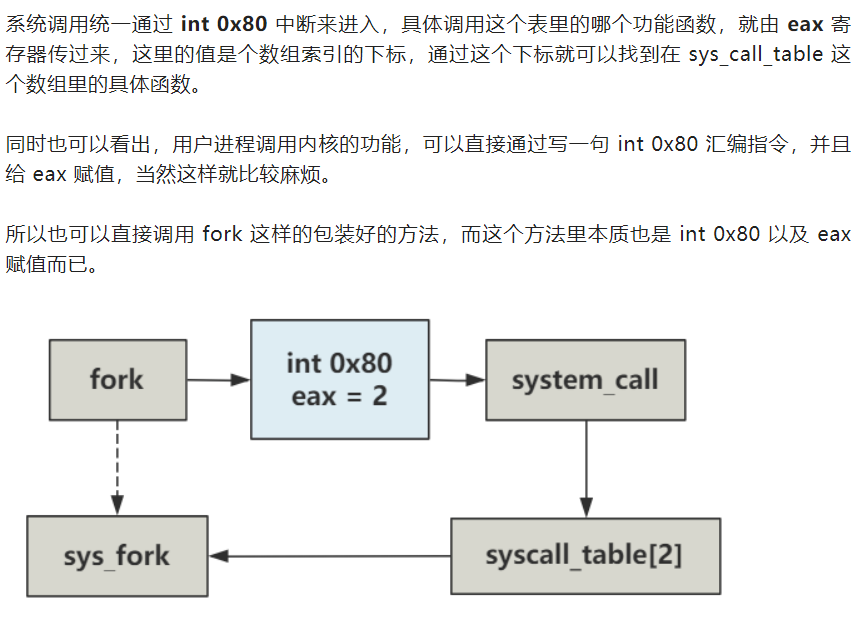 系统调用统一通过 int 0x80 中断来进入，具体调用这个表里的哪个功能函数，就由 eax 寄
存器传过来，这里的值是个数组索引的下标，通过这个下标就可以找到在 sys_call_table 这
个数组里的具体函数。
同时也可以看出，用户进程调用内核的功能，可以直接通过写一句 int 0x80 汇编指令，并且
给 eax 赋值，当然这样就比较麻烦。
所以也可以直接调用 fork 这样的包装好的方法，而这个方法里本质也是 int 0x80 以及 eax
赋值而已。
fork
int 0x80
eax = 2
system_call
sys_fork
syscall_table[2]